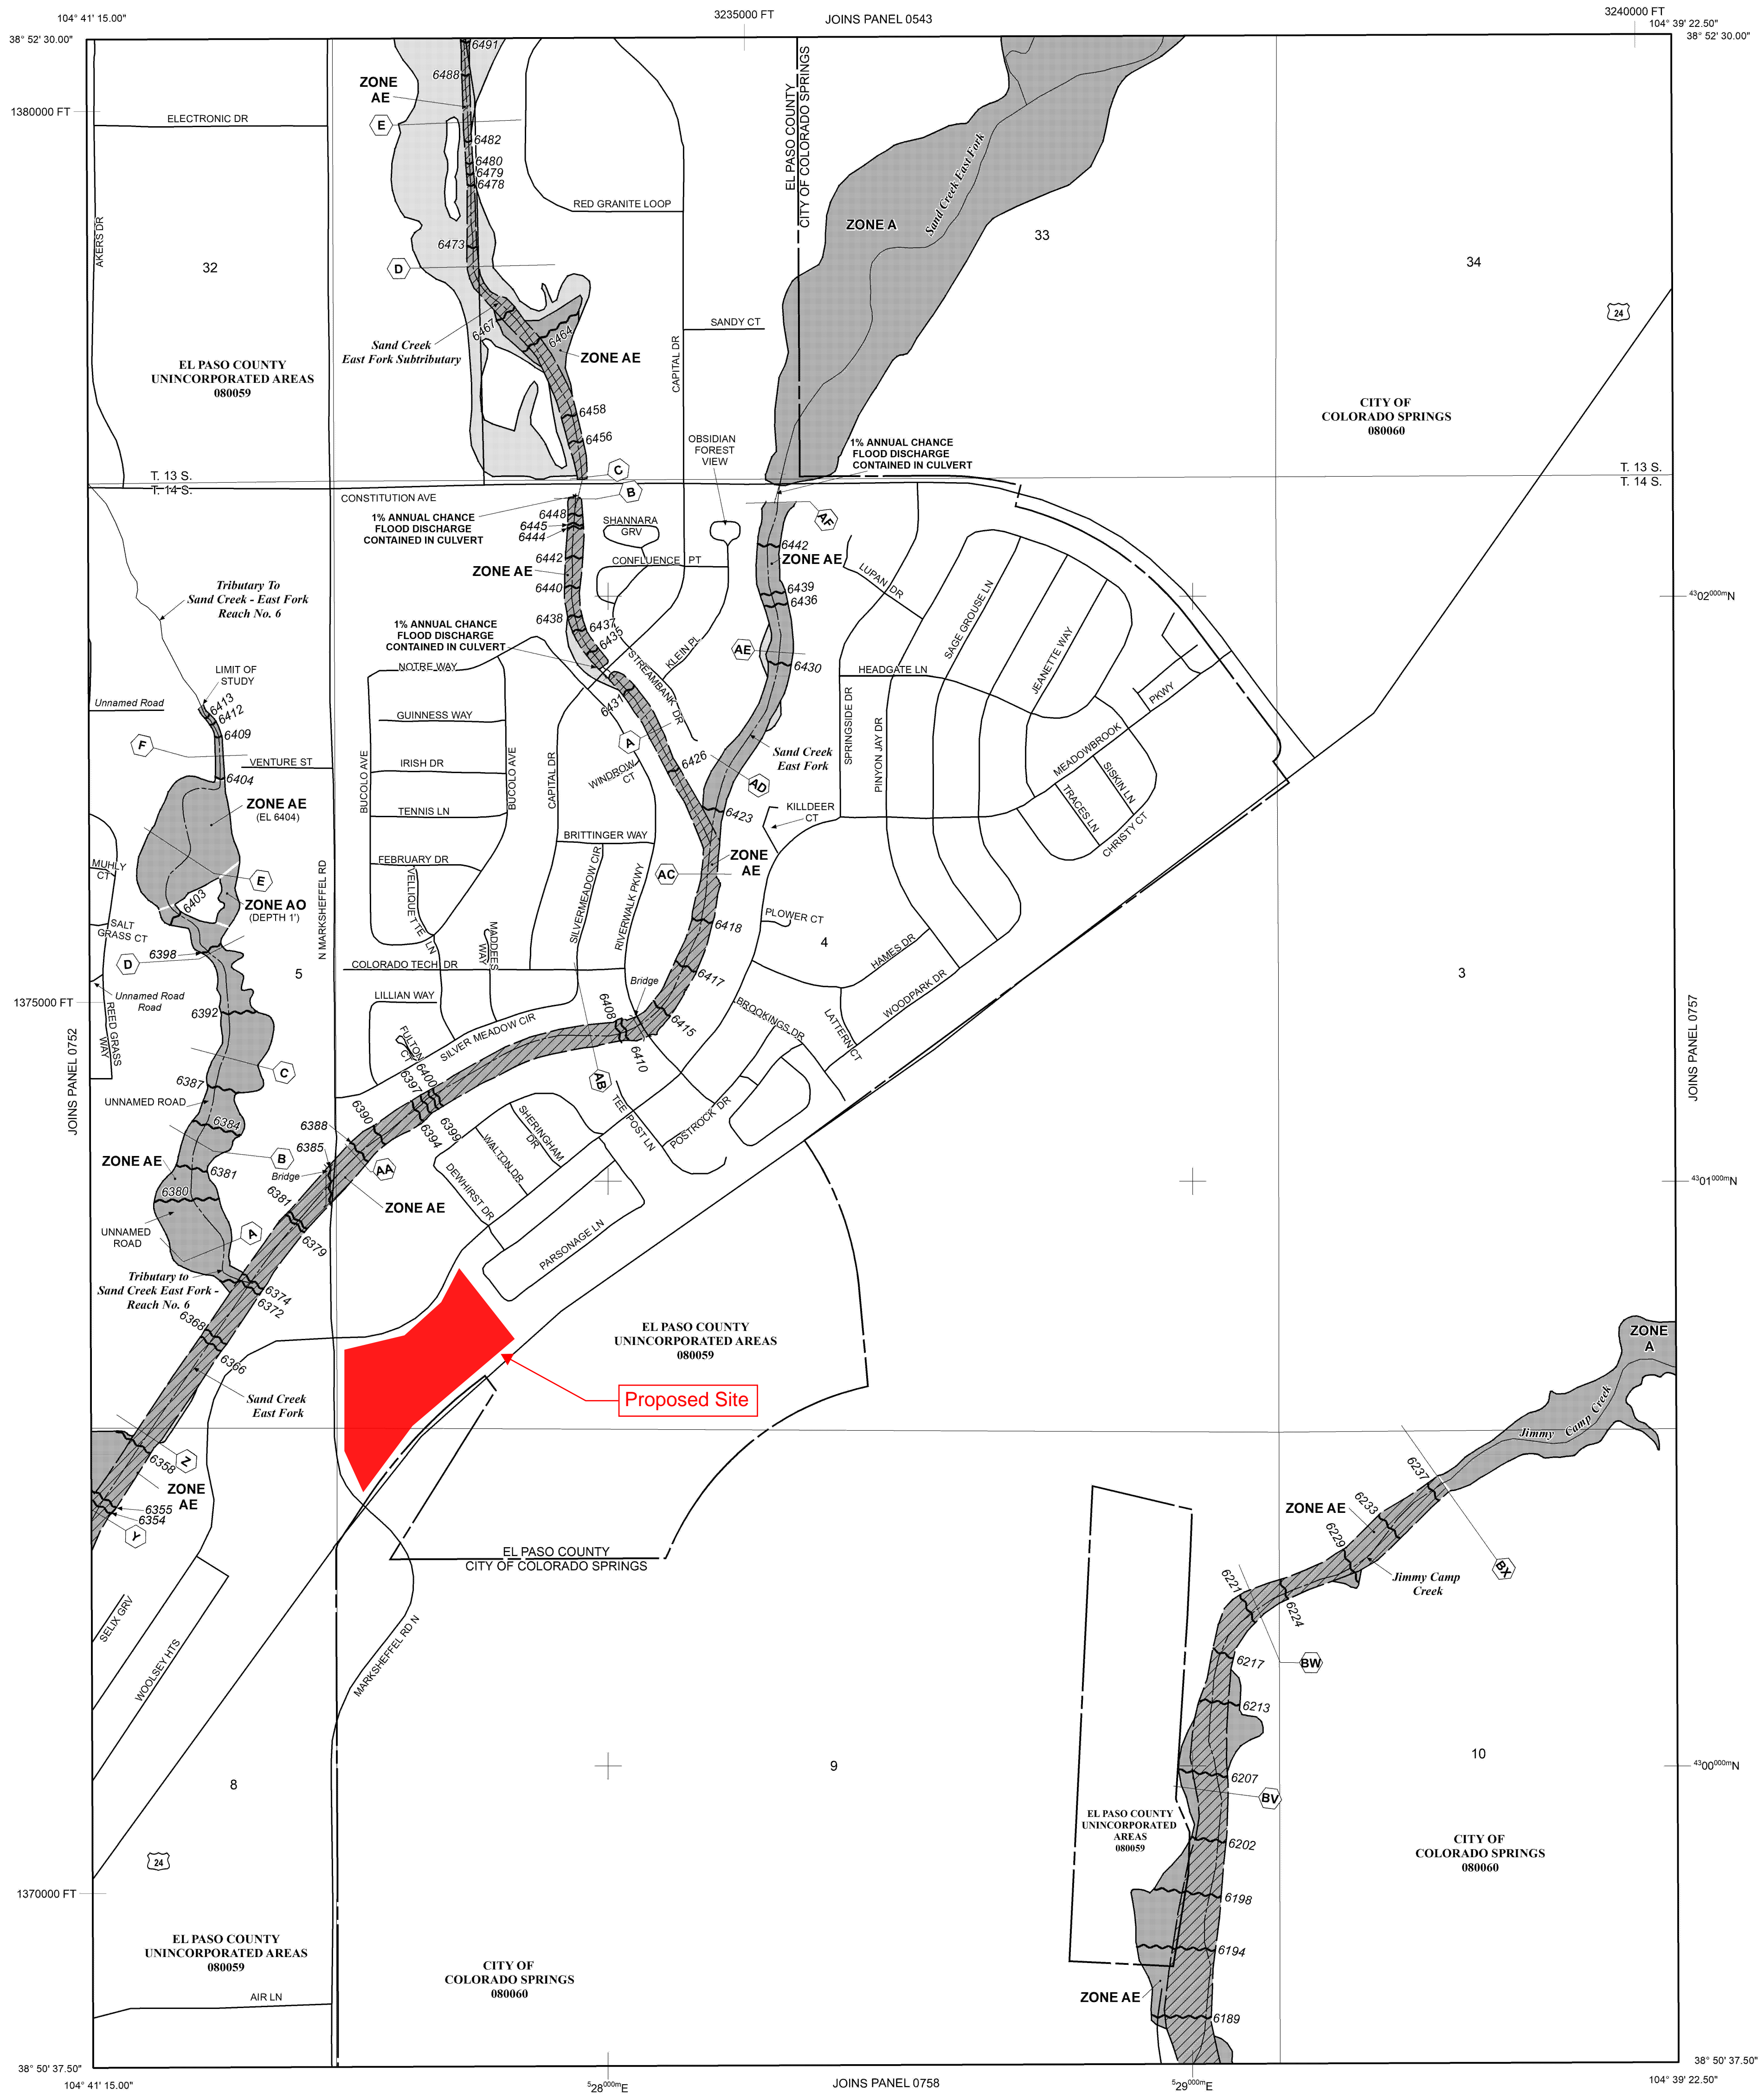 104° 41' 15.00"
3235000 FT
JOINS PANEL 0543
3240000 FT
104° 39' 22.50"
38° 52' 30.00"
38° 52' 30.00"
6491
6488
ZONE
AE
E
1380000 FT
ELECTRONIC DR
6482
6480
6479
6478
EL PASO COUNTY
CITY OF COLORADO SPRINGS
Sand Creek East Fork
RED GRANITE LOOP
ZONE A
33
AKERS DR
32
6473
D
34
24
6467
6464
Sand Creek
East Fork Subtributary
ZONE AE
SANDY CT
CAPITAL DR
EL PASO COUNTY
UNINCORPORATED AREAS
080059
CITY OF
COLORADO SPRINGS
080060
6458
6456
OBSIDIAN
FOREST
VIEW
1% ANNUAL CHANCE
FLOOD DISCHARGE
CONTAINED IN CULVERT
T. 13 S.
T. 14 S.
T. 13 S.
T. 14 S.
C
B
CONSTITUTION AVE
1% ANNUAL CHANCE
FLOOD DISCHARGE
CONTAINED IN CULVERT
6448
6445
6444
SHANNARA
GRV
AF
6442
ZONE AE
6442
CONFLUENCE PT
ZONE AE
6440
LUPAN DR
6439
6436
SAGE GROUSE LN
JEANETTE WAY
4302000mN
Tributary To
Sand Creek - East Fork
Reach No. 6
6438
6437
6435
1% ANNUAL CHANCE
FLOOD DISCHARGE
CONTAINED IN CULVERT
STREAMBANK DR
KLEIN PL
AE
6430
HEADGATE LN
NOTRE WAY
LIMIT OF
STUDY
Unnamed Road
6413
6412
6409
6431
GUINNESS WAY
SPRINGSIDE DR
PINYON JAY DR
PKWY
MEADOWBROOK
F
A
VENTURE ST
IRISH DR
BUCOLO AVE
BUCOLO AVE
CAPITAL DR
WINDROW
CT
6426
Sand Creek
East Fork
AD
SISKIN LN
TRACES LN
CHRISTY CT
6404
ZONE AE
(EL 6404)
TENNIS LN
6423
KILLDEER
CT
BRITTINGER WAY
FEBRUARY DR
MUHLY
CT
E
6403
ZONE AO
(DEPTH 1')
N MARKSHEFFEL RD
VELLIQUETTE LN
SILVERMEADOW CIR
RIVERWALK PKWY
AC
ZONE
AE
SALT
GRASS CT
MADDEES
WAY
6418
PLOWER CT
4
HAMES DR
6398
D
5
COLORADO TECH DR
6417
WOODPARK DR
3
Unnamed Road
Road
1375000 FT
REED GRASS
WAY
LILLIAN WAY
Bridge
6408
6415
6410
BROOKINGS DR
LATTERN CT
6392
FULTON
CT
SILVER MEADOW CIR
JOINS PANEL 0752
JOINS PANEL 0757
C
6387
UNNAMED ROAD
6400
6397
6399
6394
AB
TEE POST LN
POSTROCK DR
6384
6390
6388
6385
SHERINGHAM
DR
WALTON DR
DEWHIRST DR
B
Bridge
AA
ZONE AE
6381
6380
6381
ZONE AE
4301000mN
UNNAMED
ROAD
A
6379
PARSONAGE LN
Tributary to
Sand Creek East Fork -
Reach No. 6
6374
6372
6368
6366
EL PASO COUNTY
UNINCORPORATED AREAS
080059
ZONE
A
Proposed Site
Sand Creek
East Fork
Jimmy Camp Creek
Z
6358
ZONE
AE
6355
6354
Y
6237
6233
ZONE AE
6229
BX
EL PASO COUNTY
CITY OF COLORADO SPRINGS
Jimmy Camp
Creek
6221
6224
SELIX GRV
WOOLSEY HTS
MARKSHEFFEL RD N
6217
BW
6213
8
9
10
6207
4300000mN
BV
EL PASO COUNTY
UNINCORPORATED
AREAS
080059
6202
CITY OF
COLORADO SPRINGS
080060
24
1370000 FT
6198
EL PASO COUNTY
UNINCORPORATED AREAS
080059
6194
CITY OF
COLORADO SPRINGS
080060
ZONE AE
AIR LN
6189
38° 50' 37.50"
38° 50' 37.50"
104° 41' 15.00"
528000mE
JOINS PANEL 0758
529000mE
104° 39' 22.50"